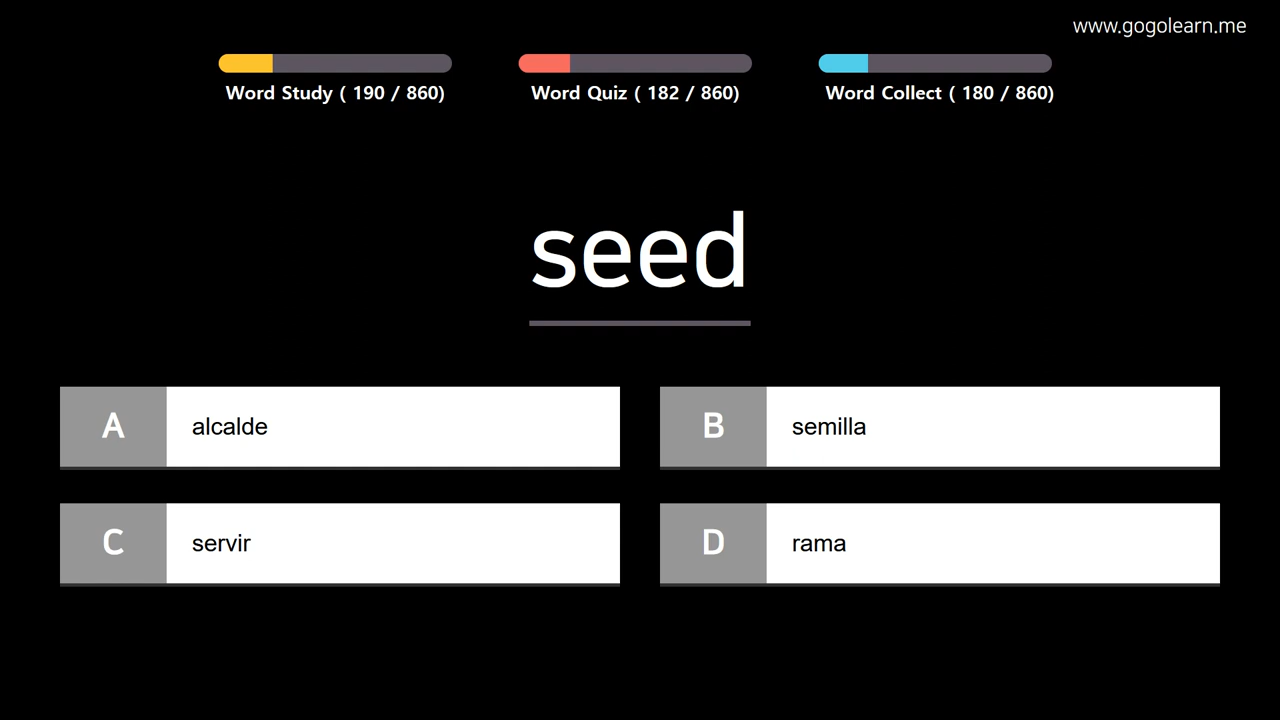 www.gogolearn.me
Word Study ( 190 / 860)
Word Quiz ( 182 / 860)
Word Collect ( 180 / 860)
seed
A alcalde
B semilla
C servir
D rama